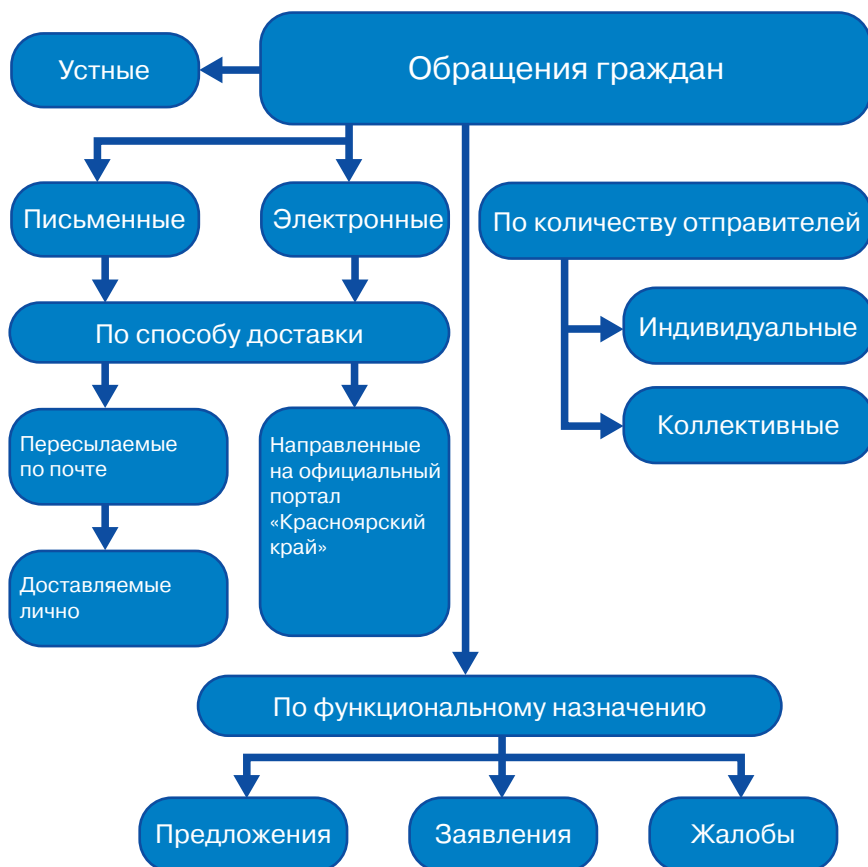 Обращения граждан
Устные
Письменные
Электронные
По количеству отправителей
По способу доставки
Индивидуальные
Коллективные
Пересылаемые
по почте
Направленные
на официальный
портал
«Красноярский
край»
Доставляемые
лично
По функциональному назначению
Предложения
Заявления
Жалобы